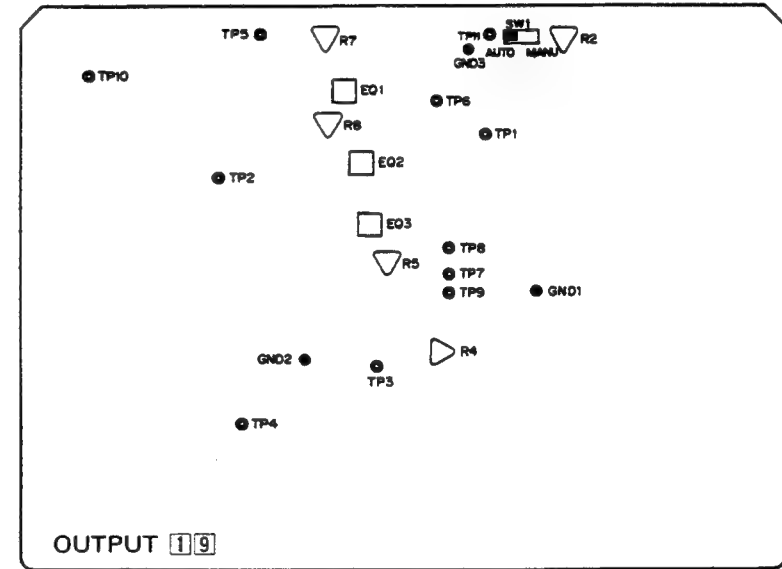 TP5
R7
TP11
SW1
R2
AUTO MANU
GND3
TP10
EQ1
TP6
R8
TP1
EQ2
TP2
EQ3
TP8
R5
TP7
TP9
GND1
GND2
R4
TP3
TP4
OUTPUT 19